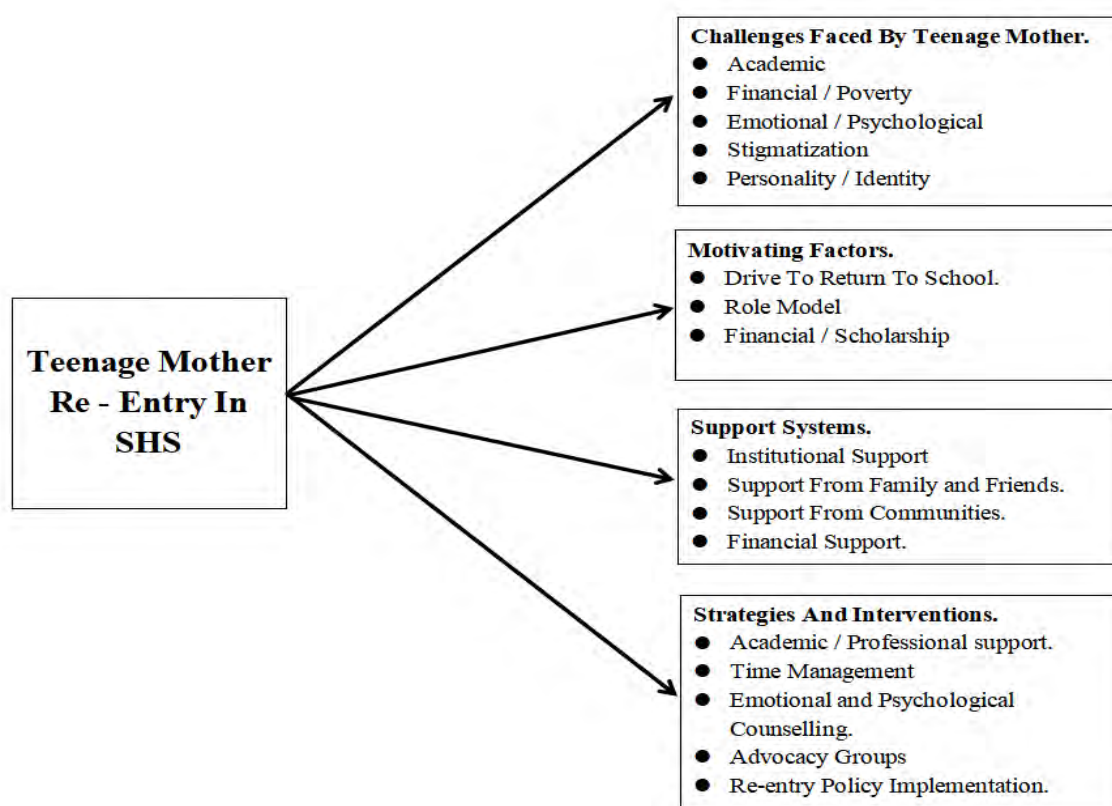 Teenage Mother
Re - Entry In
SHS
Challenges Faced By Teenage Mother.
● Academic
● Financial / Poverty
● Emotional / Psychological
● Stigmatization
● Personality / Identity
Motivating Factors.
● Drive To Return To School.
● Role Model
● Financial / Scholarship
Support Systems.
● Institutional Support
● Support From Family and Friends.
● Support From Communities.
● Financial Support.
Strategies And Interventions.
● Academic / Professional support.
● Time Management
● Emotional and Psychological
Counselling.
● Advocacy Groups
● Re-entry Policy Implementation.